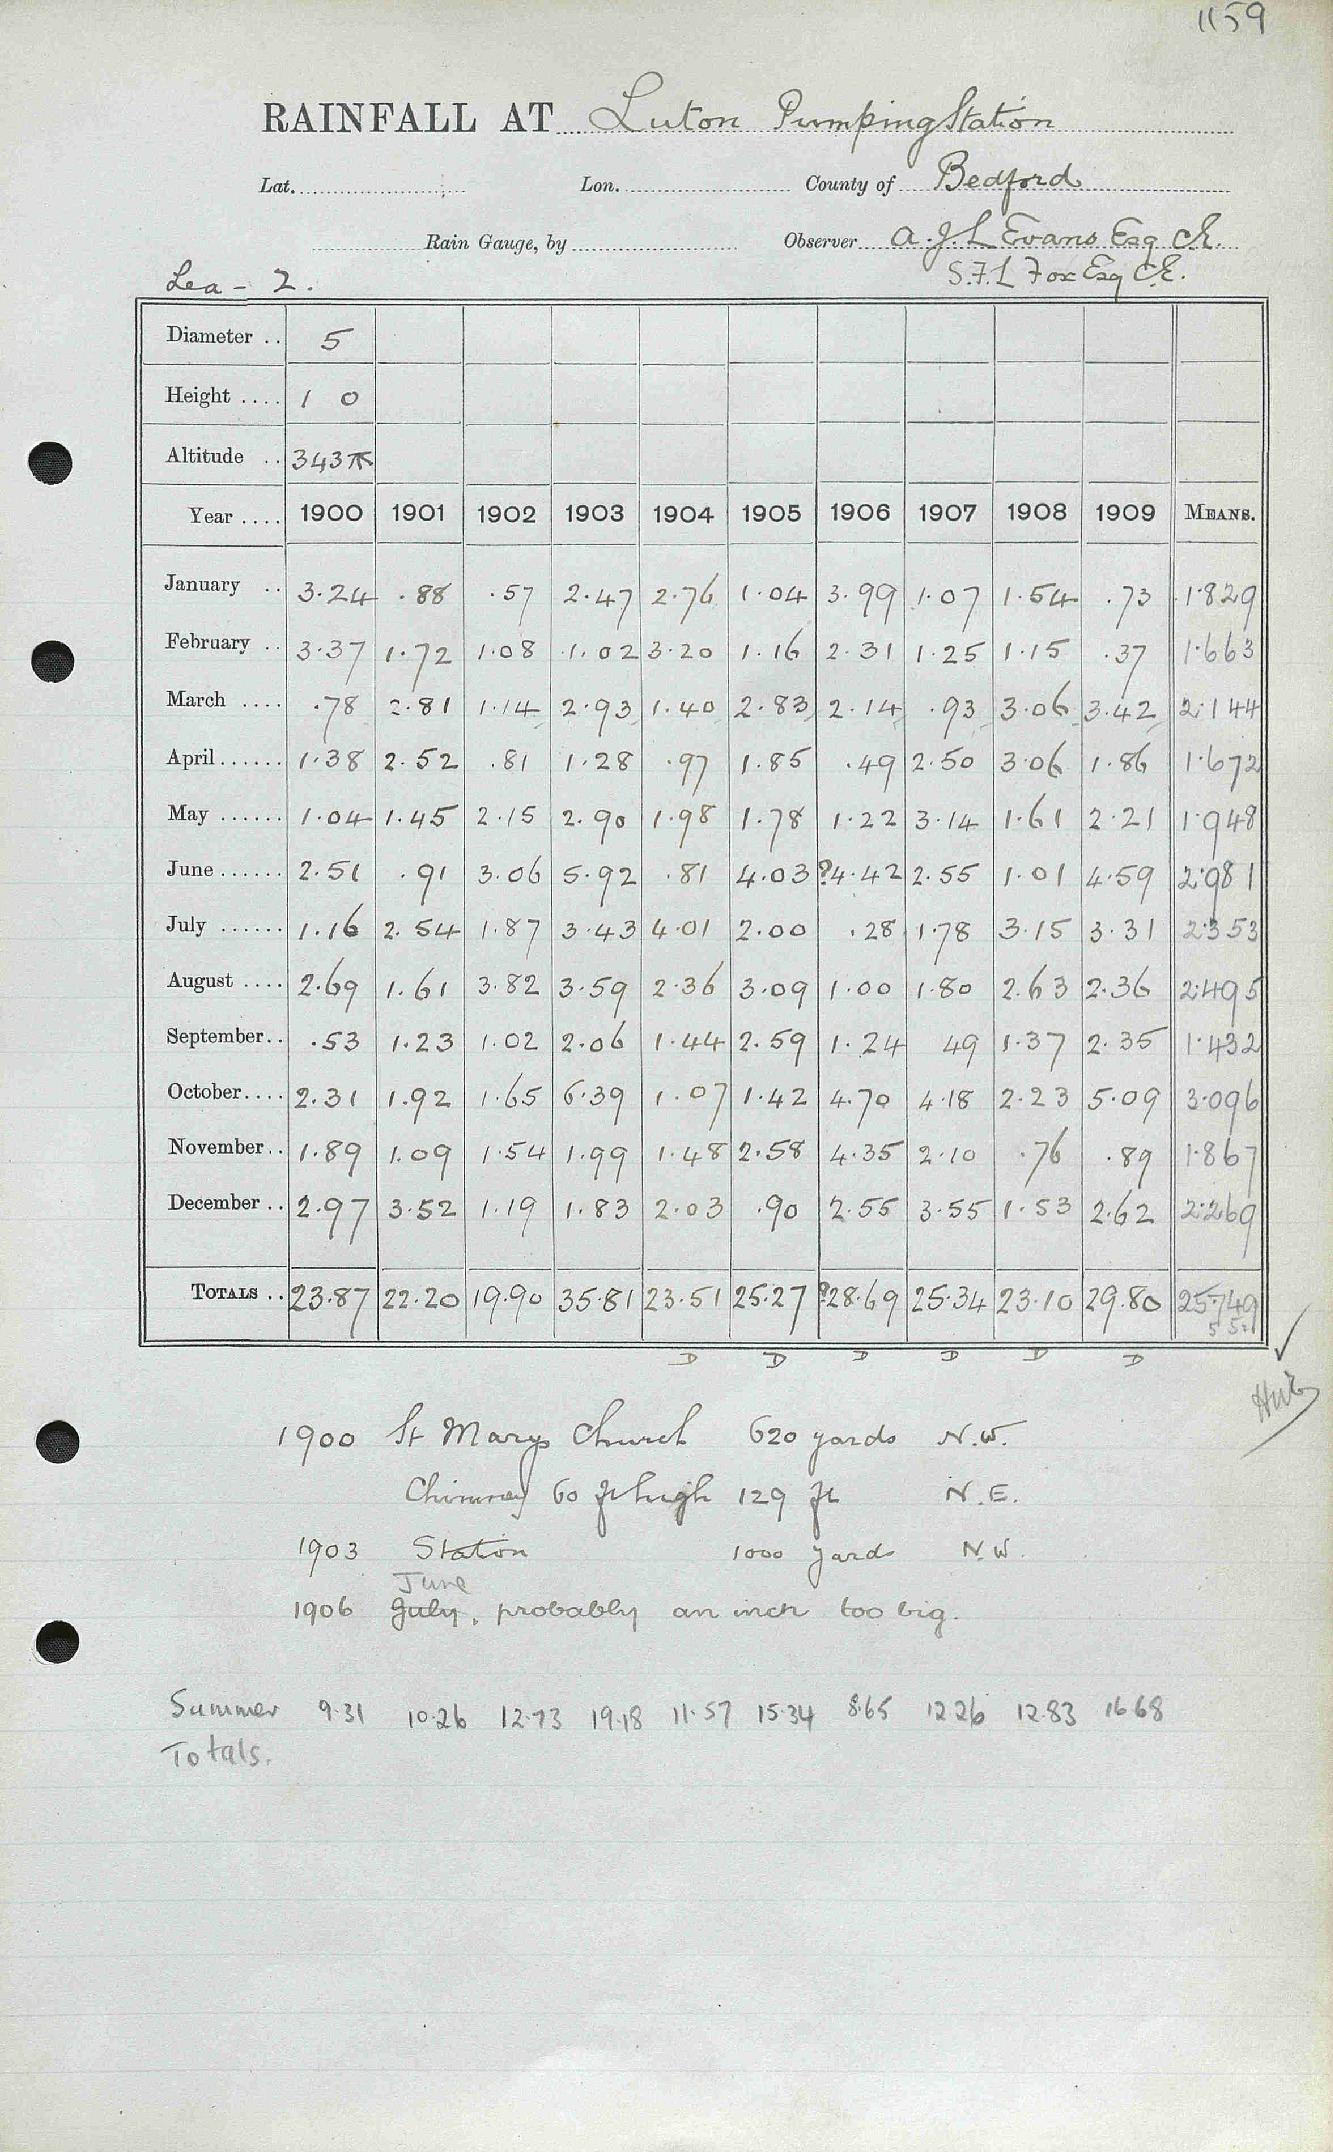 1159
RAINFALL AT Luton Pumping Station
Lat. Lon. County of Bedford
Rain Gauge, by Observer A.J.L Evans Esq CE.
Lea - 2. S.F.L Fox Esq C.E.
Diameter .. 5
Height .... 1 0
Altitude .. 343
Year .... 1900 1901 1902 1903 1904 1905 1906 1907 1908 1909 MEANS.
January .. 3.24 .88 .57 2.47 2.76 1.04 3.99 1.07 1.54 .73 1.829
February .. 3.37 1.72 1.08 1.02 3.20 1.16 2.31 1.25 1.15 .37 1.663
March .... .78 2.81 1.14 2.93 1.40 2.83 2.14 .93 3.06 3.42 2.144
April ...... 1.38 2.52 .81 1.28 .97 1.85 .49 2.50 3.06 1.86 1.672
May ...... 1.04 1.45 2.15 2.90 1.98 1.78 1.22 3.14 1.61 2.21 1.948
June ...... 2.51 .91 3.06 5.92 .81 4.03 ?4.42 2.55 1.01 4.59 2.981
July ...... 1.16 2.54 1.87 3.43 4.01 2.00 .28 1.78 3.15 3.31 2.353
August .... 2.69 1.61 3.82 3.59 2.36 3.09 1.00 1.80 2.63 2.36 2.495
September .. .53 1.23 1.02 2.06 1.44 2.59 1.24 49 1.37 2.35 1.432
October .... 2.31 1.92 1.65 6.39 1.07 1.42 4.70 4.18 2.23 5.09 3.096
November .. 1.89 1.09 1.54 1.99 1.48 2.58 4.35 2.10 .76 .89 1.867
December .. 2.97 3.52 1.19 1.83 2.03 .90 2.55 3.55 1.53 2.62 2.269
TOTALS .. 23.87 22.20 19.90 35.81 23.51 25.27 ?28.69 25.34 23.10 29.80 25.749
D D D D D D
1900 St Marys Church 620 yards N.W.
Chimney 60 ft high 129 ft N.E.
1903 Station 1000 yards N.W.
June
1906 July, probably an inch too big.
Summer 9.31 10.26 12.73 19.18 11.57 15.34 8.65 12.26 12.83 16.68
Totals.